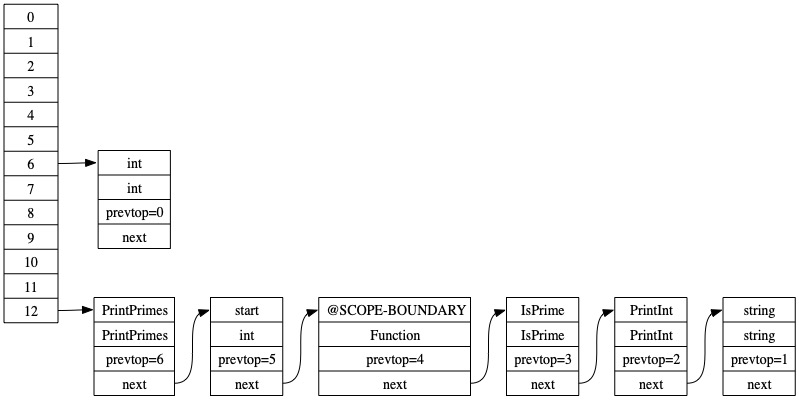 0
1
2
3
4
5
6
7
8
9
10
11
12
int
int
prevtop=0
next
PrintPrimes
PrintPrimes
prevtop=6
next
start
int
prevtop=5
next
@SCOPE-BOUNDARY
Function
prevtop=4
next
IsPrime
IsPrime
prevtop=3
next
PrintInt
PrintInt
prevtop=2
next
string
string
prevtop=1
next